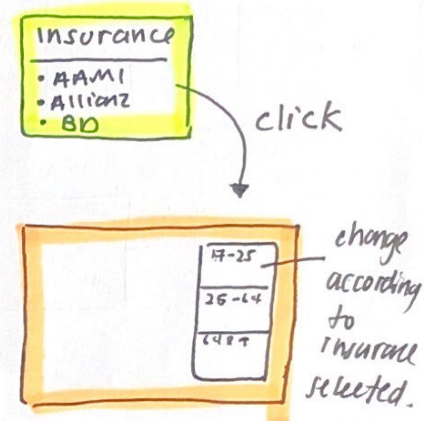 insurance
• AAMI
• Allianz
• BD
click
17-25
25-64
64 & +
change
according
to
insurance
selected.